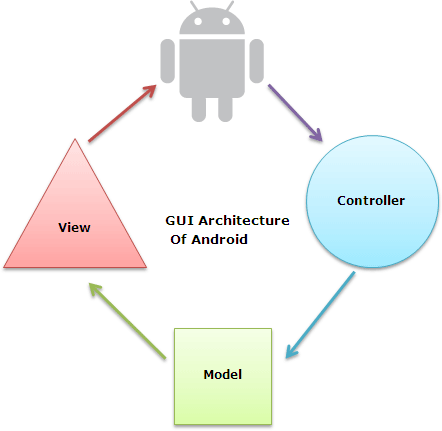 Controller
GUI Architecture
Of Android
View
Model